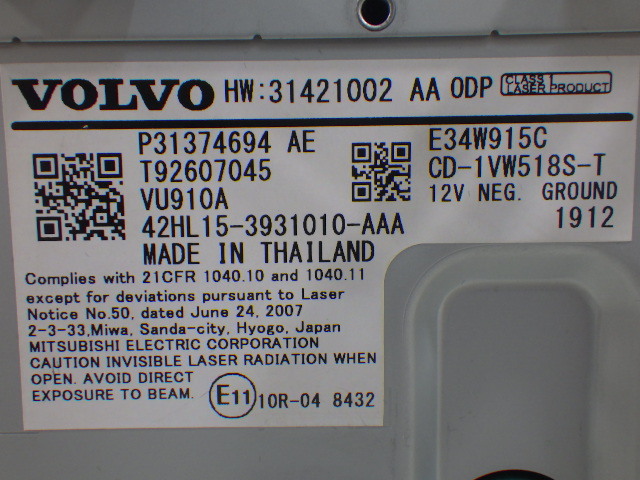 VOLVO HW:31421002 AA ODP CLASS 1 LASER PRODUCT
P31374694 AE
T92607045
VU910A
42HL15-3931010-AAA
MADE IN THAILAND
E34W915C
CD-1VW518S-T
12V NEG. GROUND
1912
Complies with 21CFR 1040.10 and 1040.11
except for deviations pursuant to Laser
Notice No.50, dated June 24, 2007
2-3-33,Miwa, Sanda-city, Hyogo, Japan
MITSUBISHI ELECTRIC CORPORATION
CAUTION INVISIBLE LASER RADIATION WHEN
OPEN. AVOID DIRECT
EXPOSURE TO BEAM. E11 10R-04 8432